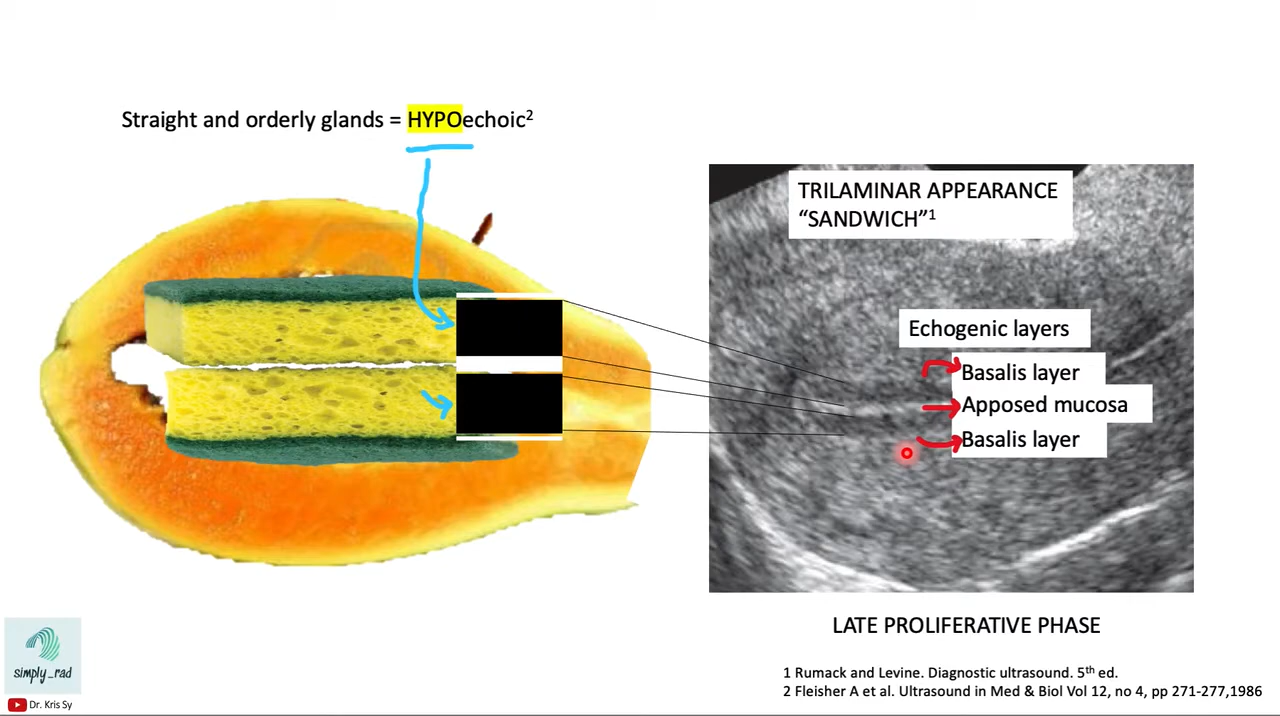 Straight and orderly glands = HYPOechoic²
TRILAMINAR APPEARANCE
“SANDWICH”¹
Echogenic layers
Basalis layer
Apposed mucosa
Basalis layer
LATE PROLIFERATIVE PHASE
1 Rumack and Levine. Diagnostic ultrasound. 5th ed.
2 Fleisher A et al. Ultrasound in Med & Biol Vol 12, no 4, pp 271-277,1986
simply_rad
Dr. Kris Sy